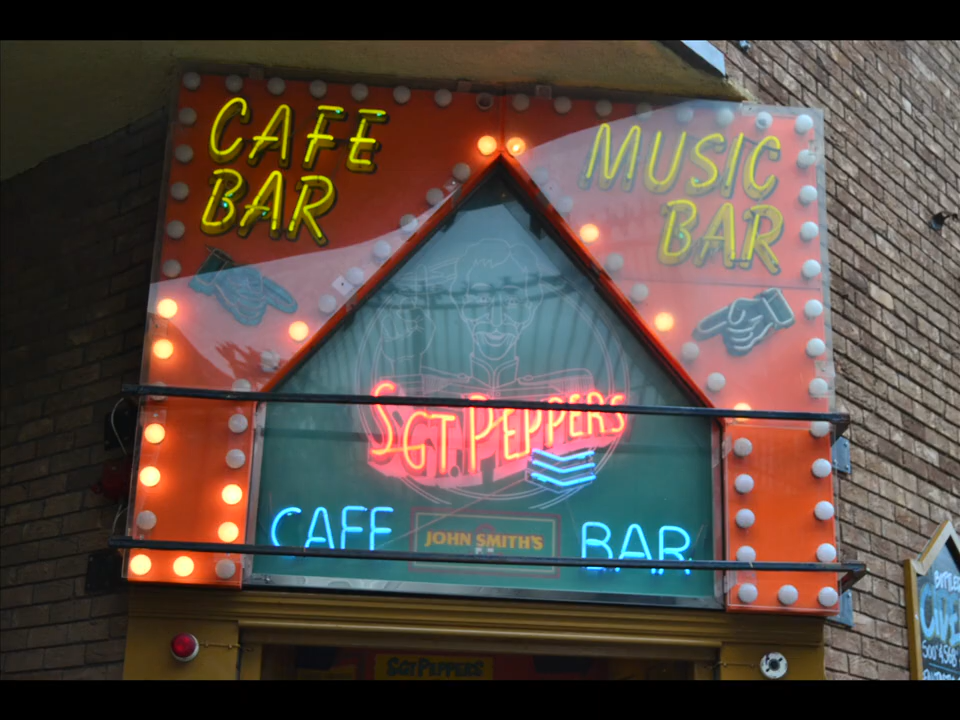 CAFE
BAR
MUSIC
BAR
SGT. PEPPERS
CAFE
JOHN SMITH'S
BAR
SGT PEPPERS